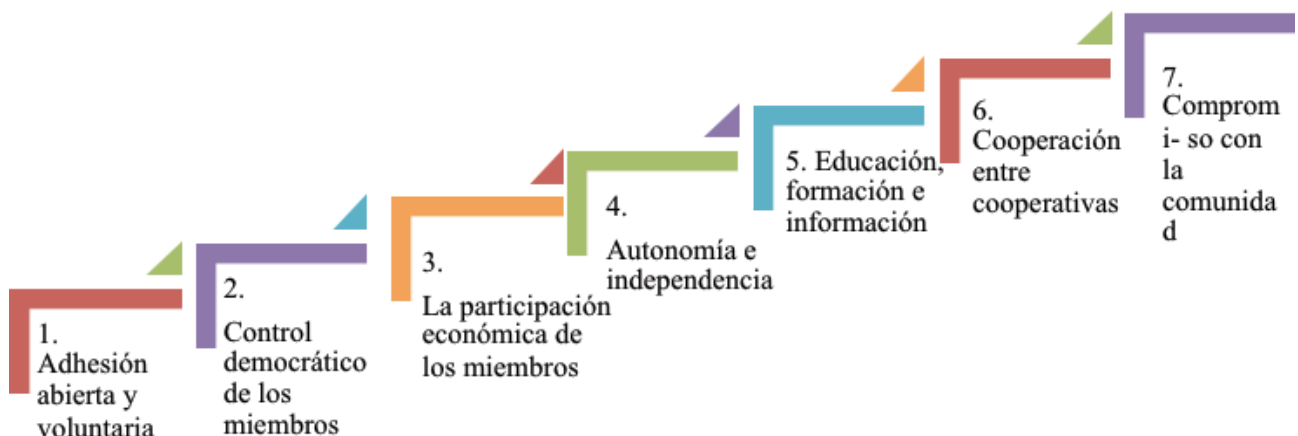 1.
Adhesión
abierta y
voluntaria
2.
Control
democrático
de los
miembros
3.
La participación
económica de
los miembros
4.
Autonomía e
independencia
5. Educación,
formación e
información
6.
Cooperación
entre
cooperativas
7.
Comprom
i- so con
la
comunida
d